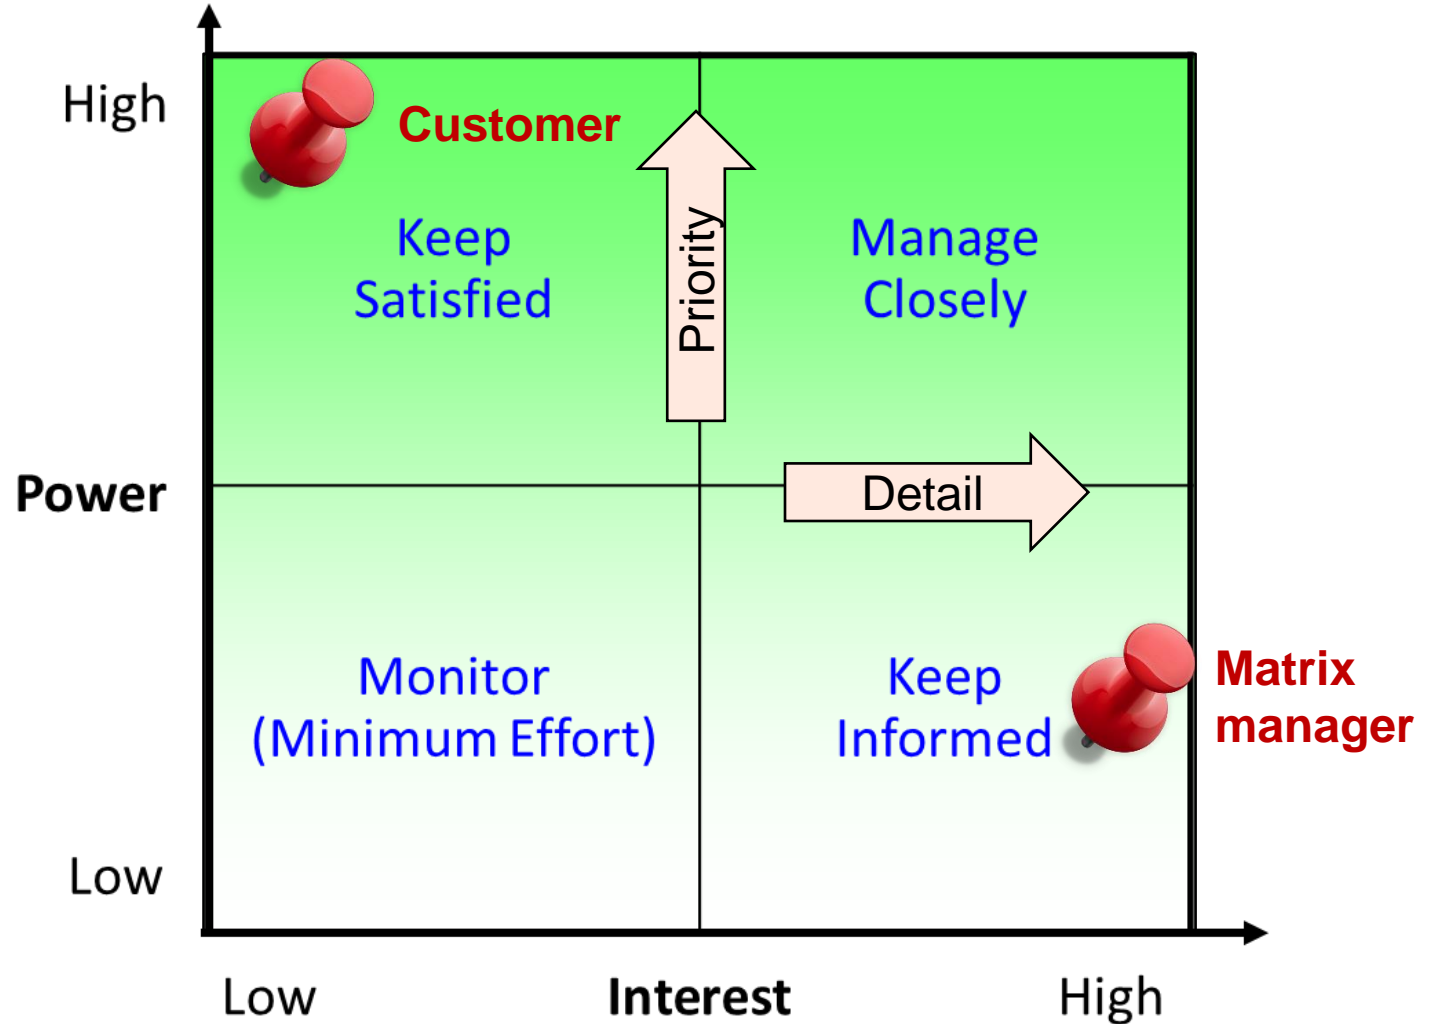 High
Customer
Keep
Satisfied
Priority
Manage
Closely
Power
Detail
Monitor
(Minimum Effort)
Keep
Informed
Matrix
manager
Low
Low
Interest
High